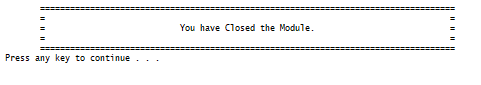 ===================================================================================
=                                                                                 =
=                           You have Closed the Module.                           =
=                                                                                 =
===================================================================================
Press any key to continue . . .